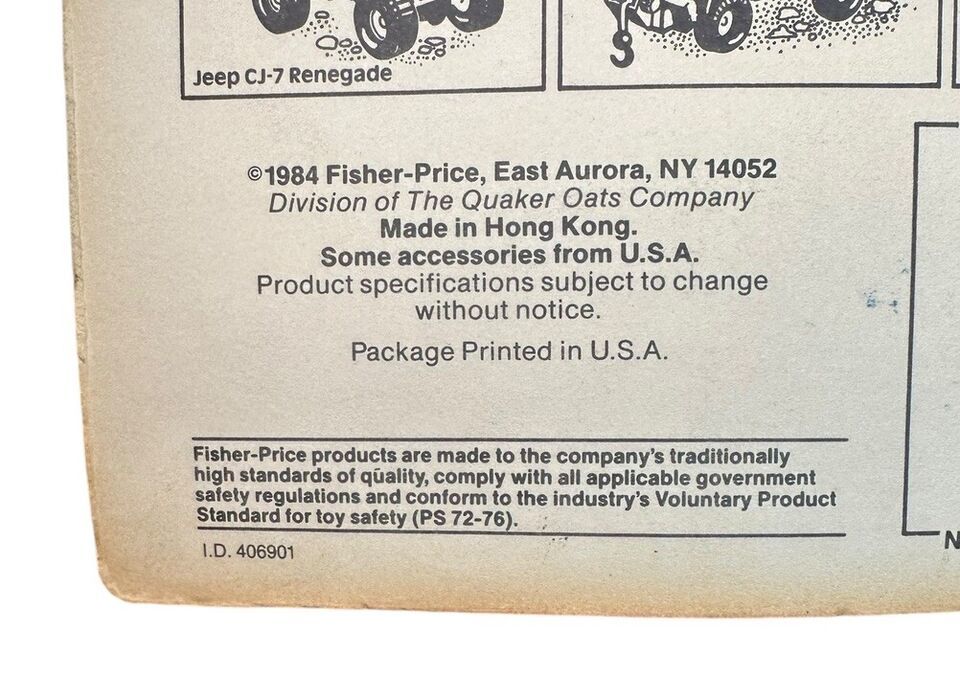 Jeep CJ-7 Renegade
©1984 Fisher-Price, East Aurora, NY 14052
Division of The Quaker Oats Company
Made in Hong Kong.
Some accessories from U.S.A.
Product specifications subject to change
without notice.
Package Printed in U.S.A.
Fisher-Price products are made to the company's traditionally
high standards of quality, comply with all applicable government
safety regulations and conform to the industry's Voluntary Product
Standard for toy safety (PS 72-76).
I.D. 406901
N